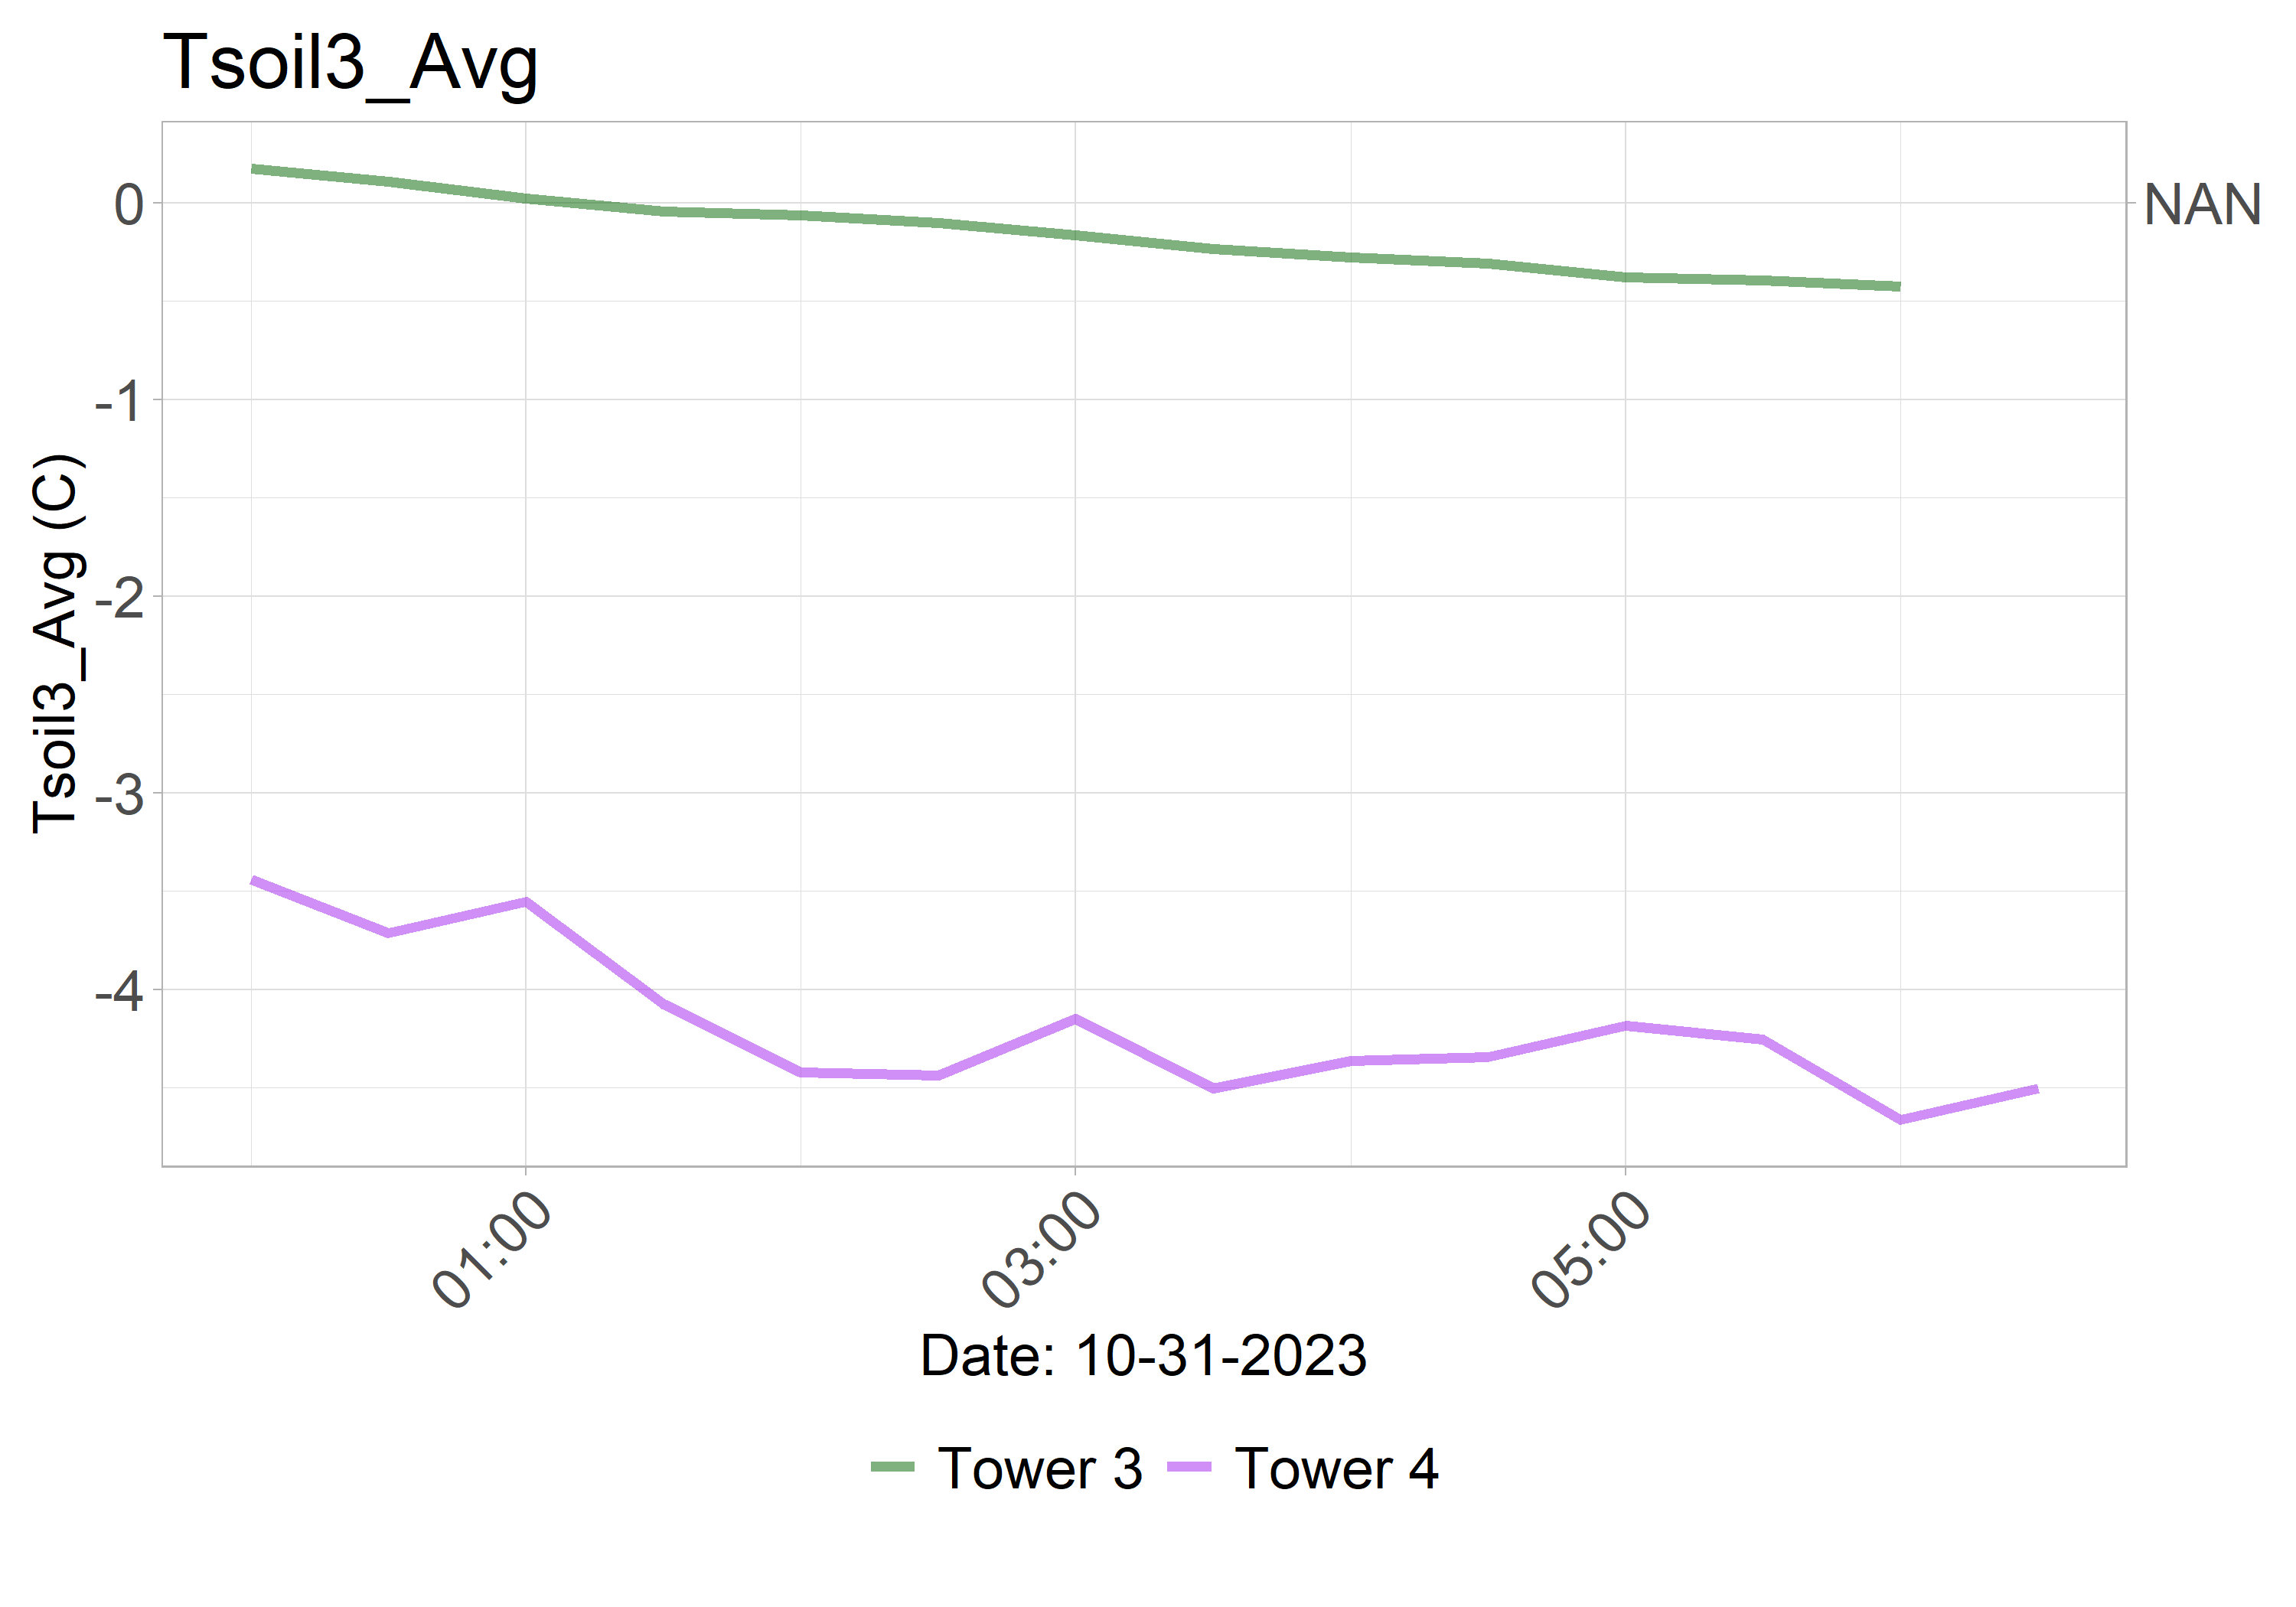 Tsoil3_Avg
Tsoil3_Avg (C)
0
-1
-2
-3
-4
NAN
01:00
03:00
05:00
Date: 10-31-2023
Tower 3
Tower 4